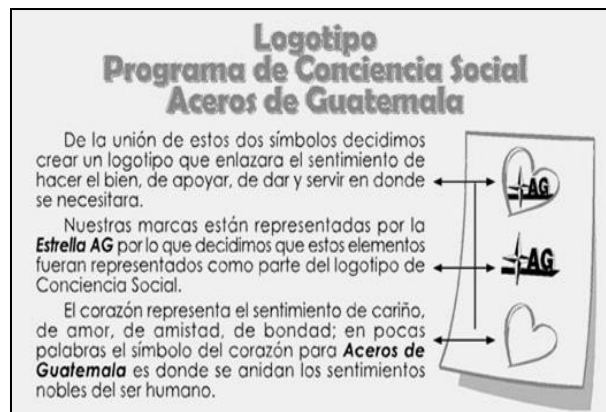 Logotipo
Programa de Conciencia Social
Aceros de Guatemala
De la unión de estos dos símbolos decidimos
crear un logotipo que enlazara el sentimiento de
hacer el bien, de apoyar, de dar y servir en donde
se necesitara.
Nuestras marcas están representadas por la
Estrella AG por lo que decidimos que estos elementos
fueran representados como parte del logotipo de
Conciencia Social.
El corazón representa el sentimiento de cariño,
de amor, de amistad, de bondad; en pocas
palabras el símbolo del corazón para Aceros de
Guatemala es donde se anidan los sentimientos
nobles del ser humano.
AG
AG